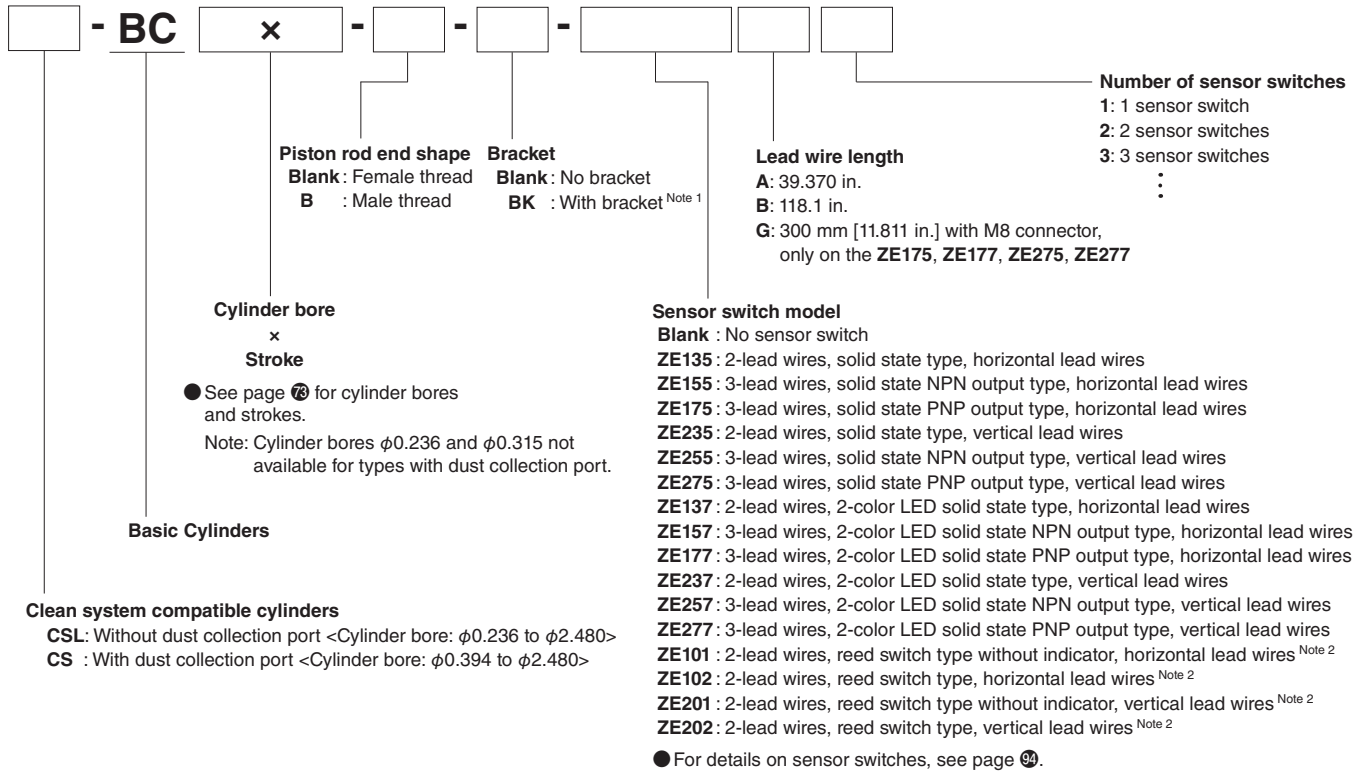 - BC × - - -
Number of sensor switches
1: 1 sensor switch
2: 2 sensor switches
3: 3 sensor switches
⋮
Piston rod end shape
Blank : Female thread
B : Male thread
Bracket
Blank : No bracket
BK : With bracket Note 1
Lead wire length
A: 39.370 in.
B: 118.1 in.
G: 300 mm [11.811 in.] with M8 connector,
only on the ZE175, ZE177, ZE275, ZE277
Cylinder bore
×
Stroke
● See page 73 for cylinder bores
and strokes.
Note: Cylinder bores φ0.236 and φ0.315 not
available for types with dust collection port.
Basic Cylinders
Clean system compatible cylinders
CSL: Without dust collection port <Cylinder bore: φ0.236 to φ2.480>
CS : With dust collection port <Cylinder bore: φ0.394 to φ2.480>
Sensor switch model
Blank : No sensor switch
ZE135 : 2-lead wires, solid state type, horizontal lead wires
ZE155 : 3-lead wires, solid state NPN output type, horizontal lead wires
ZE175 : 3-lead wires, solid state PNP output type, horizontal lead wires
ZE235 : 2-lead wires, solid state type, vertical lead wires
ZE255 : 3-lead wires, solid state NPN output type, vertical lead wires
ZE275 : 3-lead wires, solid state PNP output type, vertical lead wires
ZE137 : 2-lead wires, 2-color LED solid state type, horizontal lead wires
ZE157 : 3-lead wires, 2-color LED solid state NPN output type, horizontal lead wires
ZE177 : 3-lead wires, 2-color LED solid state PNP output type, horizontal lead wires
ZE237 : 2-lead wires, 2-color LED solid state type, vertical lead wires
ZE257 : 3-lead wires, 2-color LED solid state NPN output type, vertical lead wires
ZE277 : 3-lead wires, 2-color LED solid state PNP output type, vertical lead wires
ZE101 : 2-lead wires, reed switch type without indicator, horizontal lead wires Note 2
ZE102 : 2-lead wires, reed switch type, horizontal lead wires Note 2
ZE201 : 2-lead wires, reed switch type without indicator, vertical lead wires Note 2
ZE202 : 2-lead wires, reed switch type, vertical lead wires Note 2
● For details on sensor switches, see page 94.